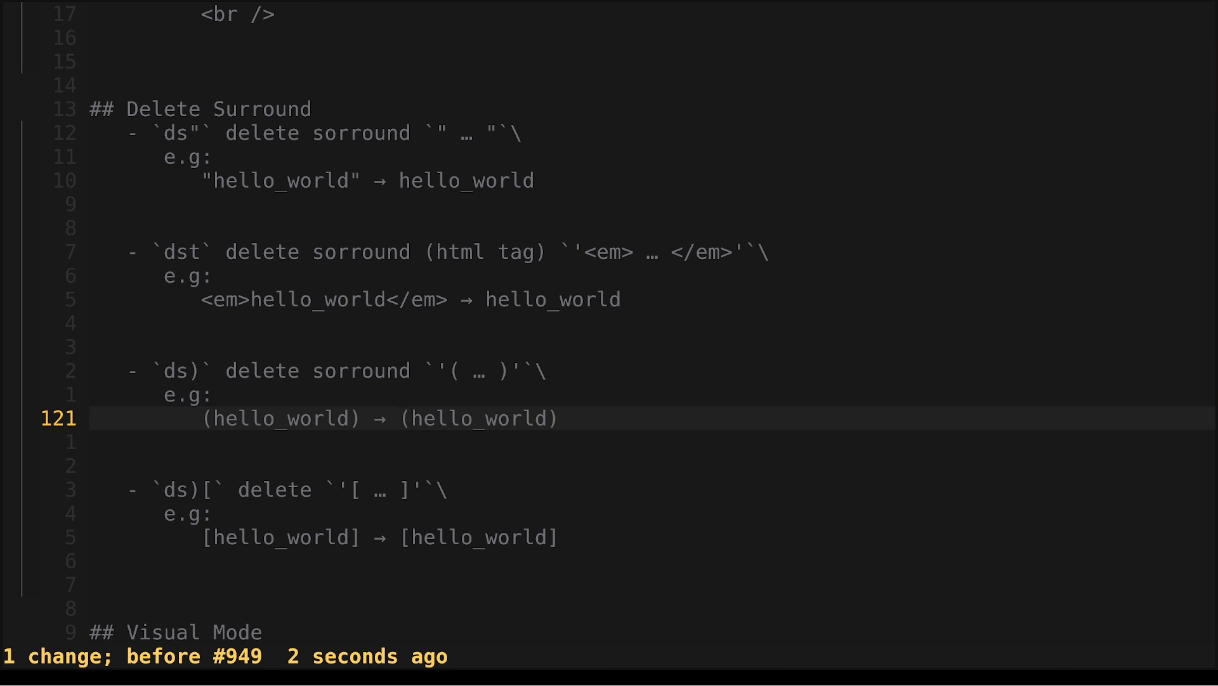 17 <br />
16
15
14
13 ## Delete Surround
12 - `ds"` delete sorround `" … "`\
11 e.g:
10 "hello_world" → hello_world
9
8
7 - `dst` delete sorround (html tag) `'<em> … </em>'`\
6 e.g:
5 <em>hello_world</em> → hello_world
4
3
2 - `ds)` delete sorround `'( … )'`\
1 e.g:
121 (hello_world) → (hello_world)
1
2
3 - `ds)[` delete `'[ … ]'`\
4 e.g:
5 [hello_world] → [hello_world]
6
7
8
9 ## Visual Mode
1 change; before #949 2 seconds ago